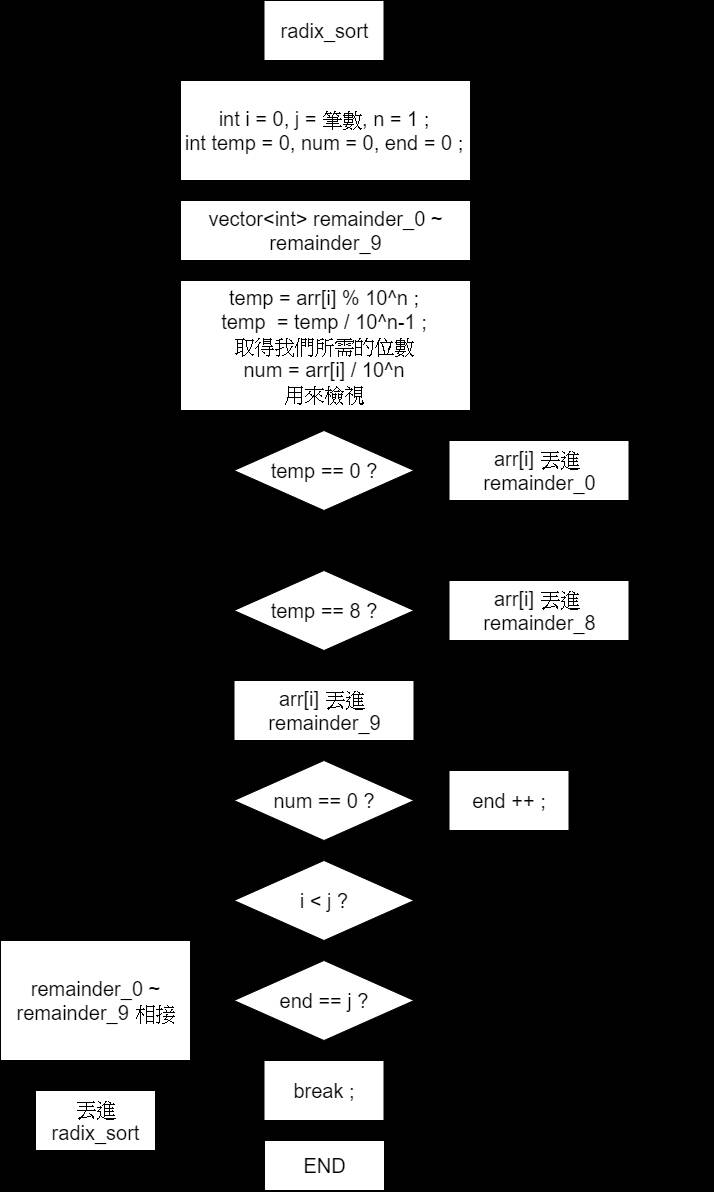 radix_sort
int i = 0, j = 筆數, n = 1 ;
int temp = 0, num = 0, end = 0 ;
vector<int> remainder_0 ~
remainder_9
temp = arr[i] % 10^n ;
temp  = temp / 10^n-1 ;
取得我們所需的位數
num = arr[i] / 10^n
用來檢視
temp == 0 ?
arr[i] 丟進
remainder_0
temp == 8 ?
arr[i] 丟進
remainder_8
arr[i] 丟進
remainder_9
num == 0 ?
end ++ ;
i < j ?
remainder_0 ~
remainder_9 相接
end == j ?
break ;
丟進
radix_sort
END